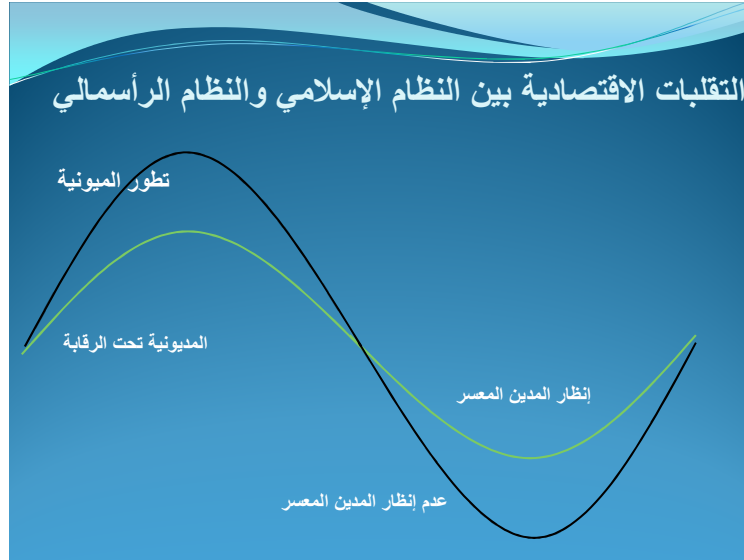 التقلبات الاقتصادية بين النظام الإسلامي والنظام الرأسمالي
تطور الميونية
المديونية تحت الرقابة
إنظار المدين المعسر
عدم إنظار المدين المعسر